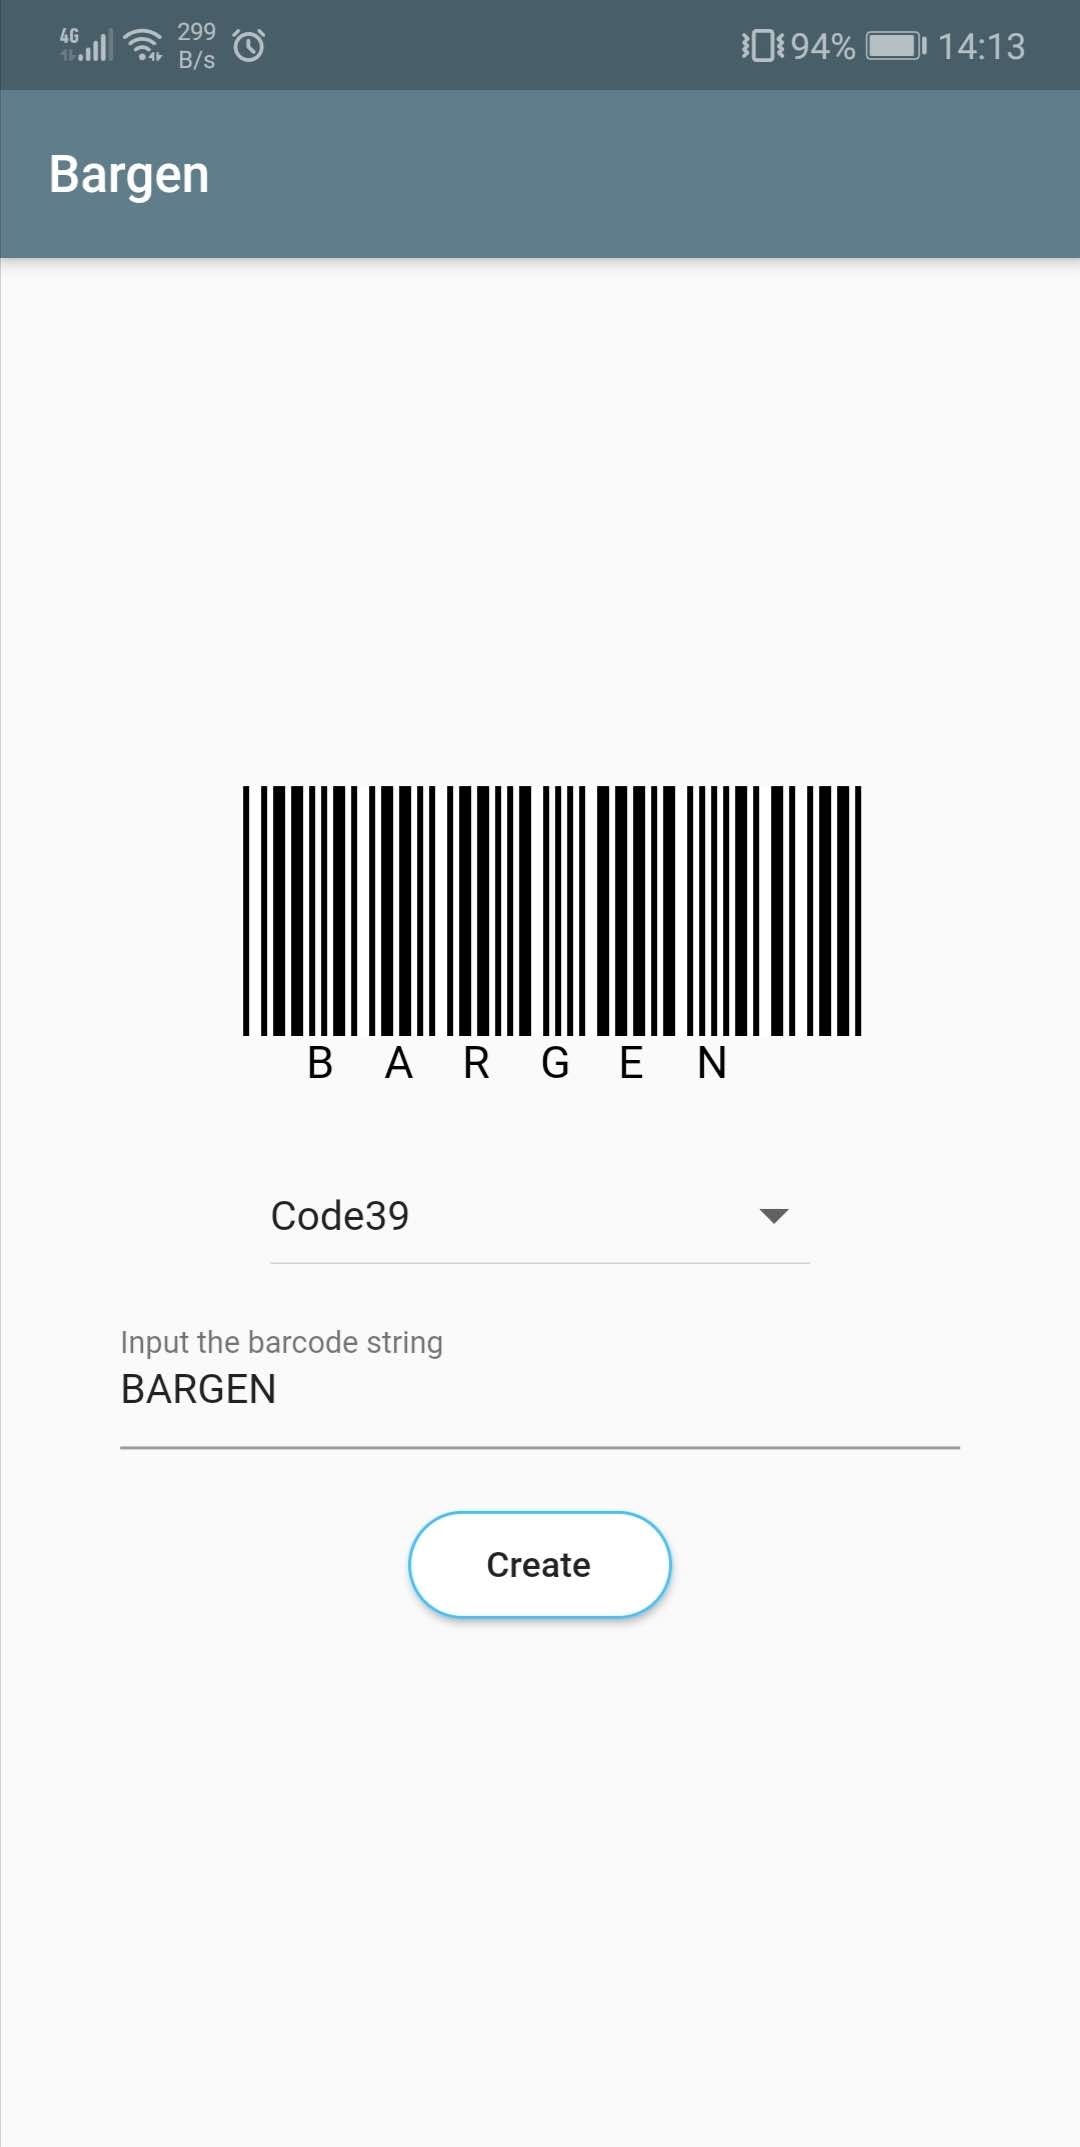 4G 299 B/s 94% 14:13
Bargen
B A R G E N
Code39
Input the barcode string
BARGEN
Create